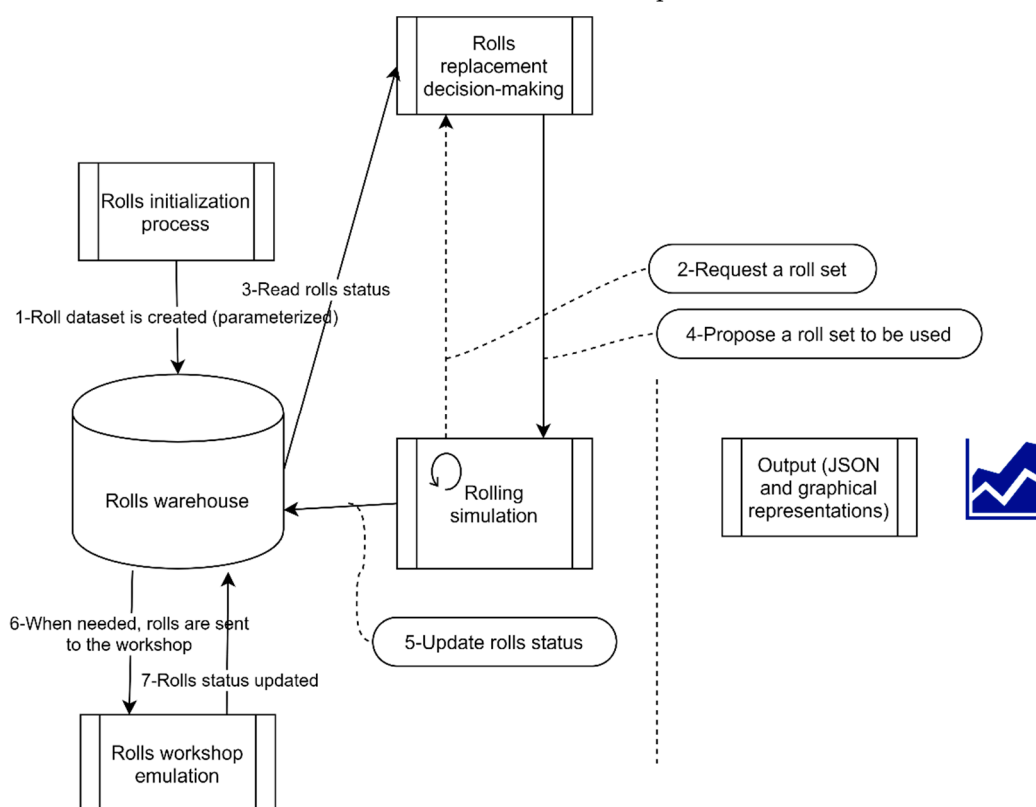 Rolls
replacement
decision-making
Rolls initialization
process
2-Request a roll set
3-Read rolls status
1-Roll dataset is created (parameterized)
4-Propose a roll set to be used
Rolls warehouse
Rolling
simulation
Output (JSON
and graphical
representations)
6-When needed, rolls are sent
to the workshop
5-Update rolls status
7-Rolls status updated
Rolls workshop
emulation